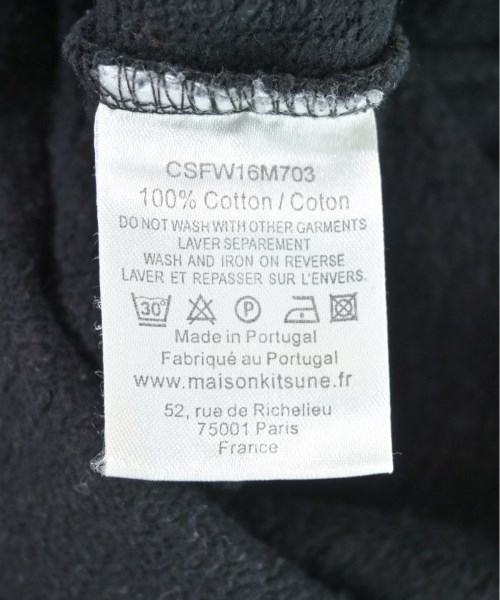 CSFW16M703
100% Cotton / Coton
DO NOT WASH WITH OTHER GARMENTS
LAVER SEPAREMENT
WASH AND IRON ON REVERSE
LAVER ET REPASSER SUR L'ENVERS.
30° P
Made in Portugal
Fabriqué au Portugal
www.maisonkitsune.fr
52, rue de Richelieu
75001 Paris
France